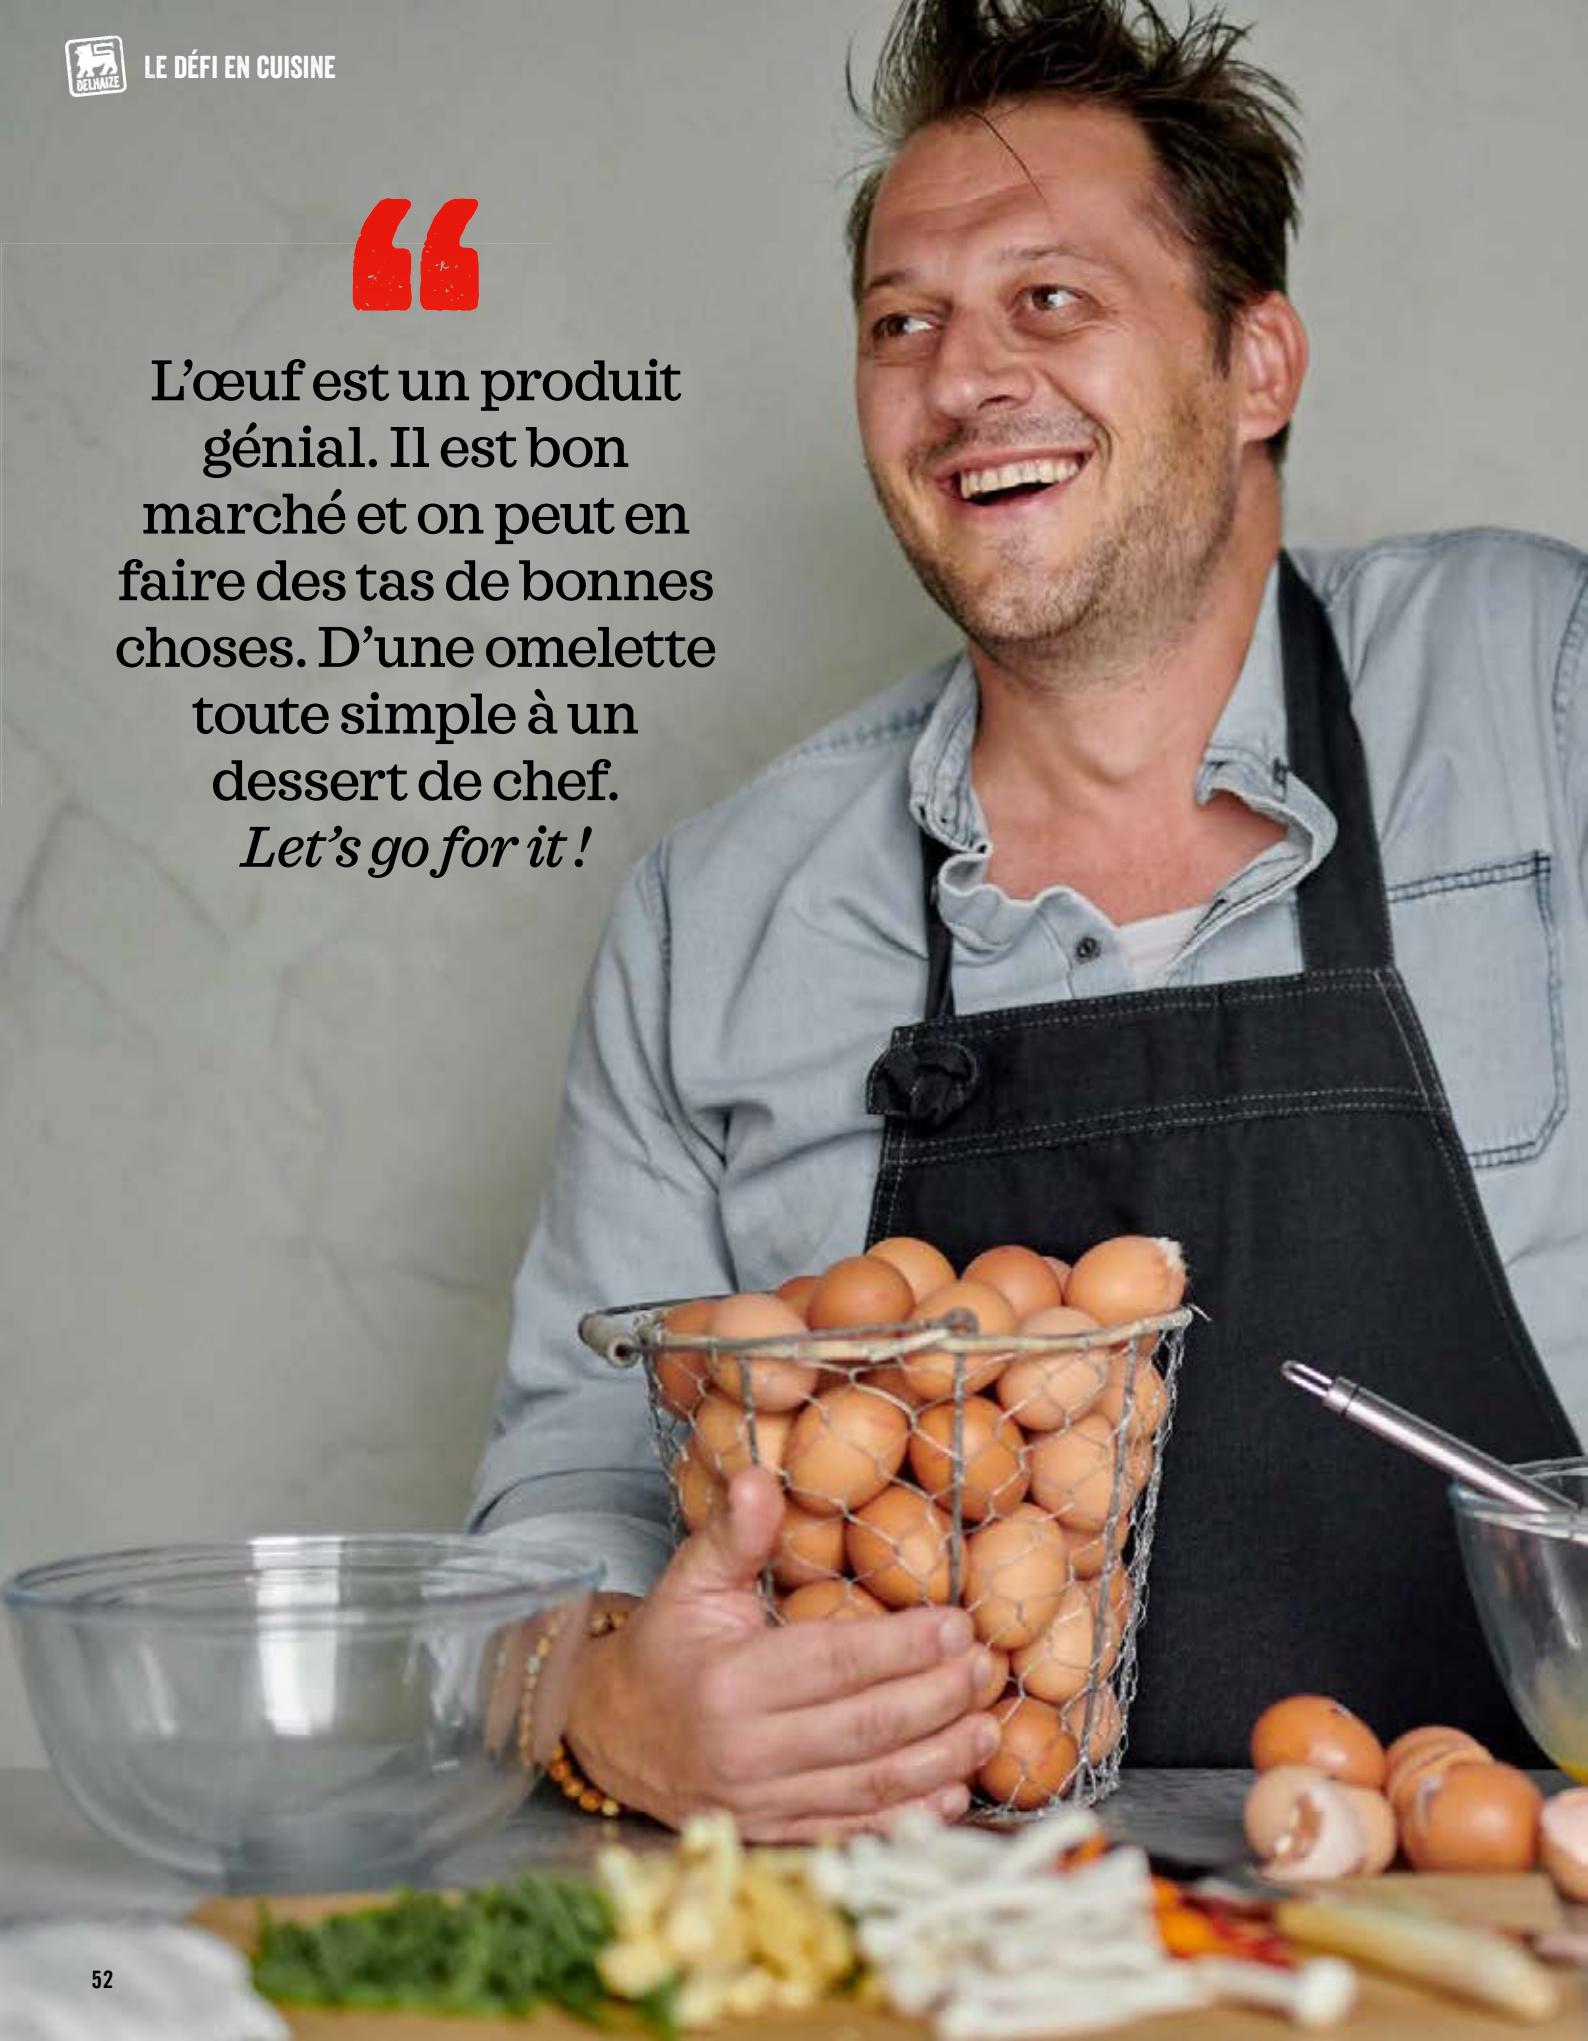 DELHAIZE
LE DÉFI EN CUISINE
“
L’œuf est un produit
génial. Il est bon
marché et on peut en
faire des tas de bonnes
choses. D’une omelette
toute simple à un
dessert de chef.
Let’s go for it !
52